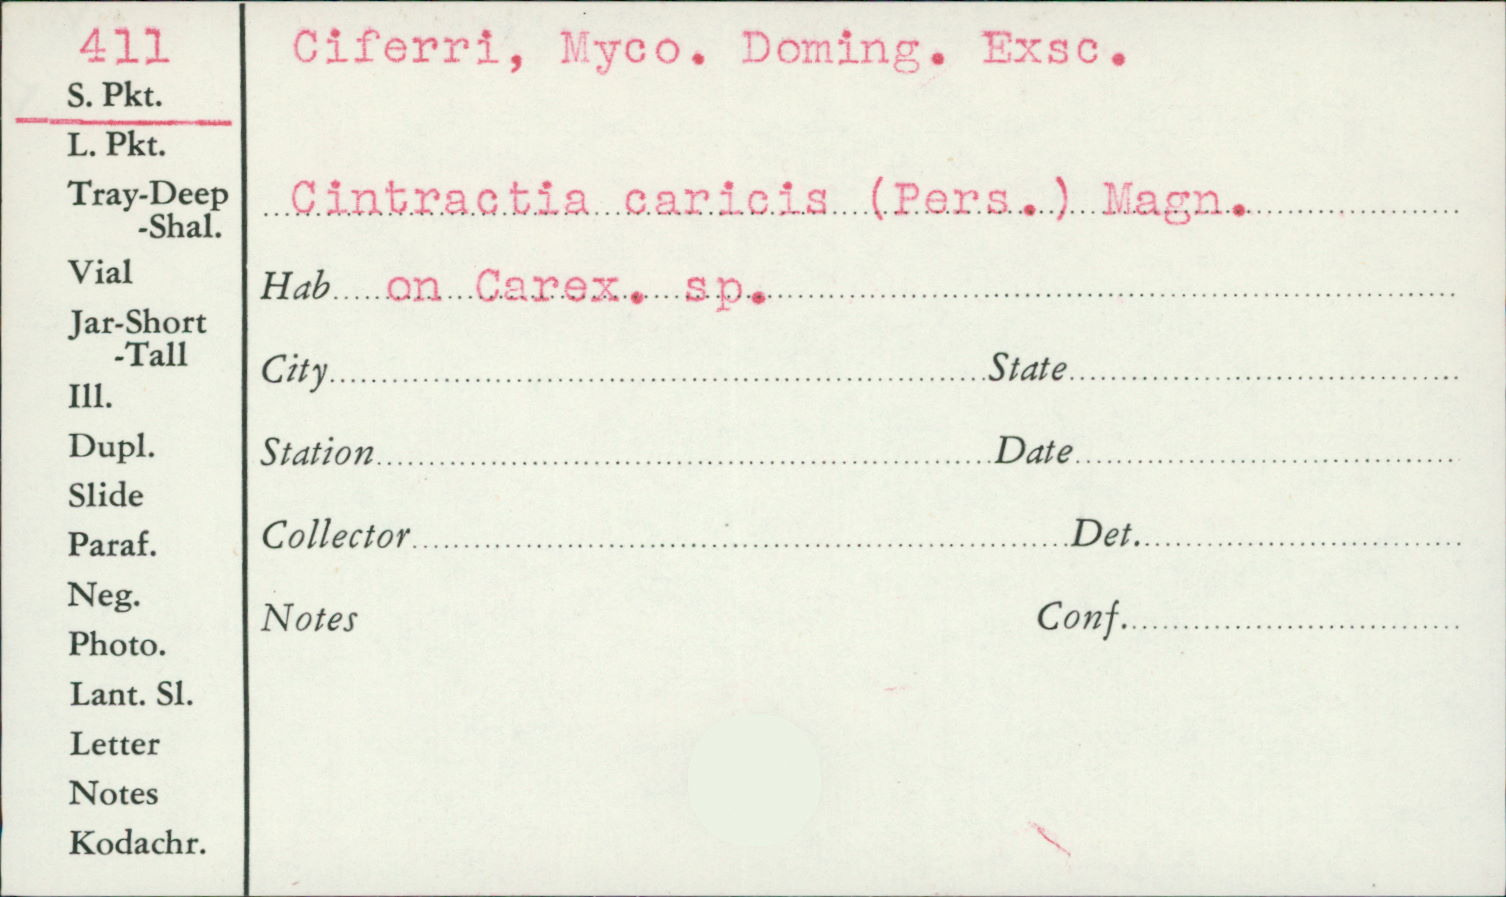 411
S. Pkt.
L. Pkt.
Tray-Deep
-Shal.
Vial
Jar-Short
-Tall
Ill.
Dupl.
Slide
Paraf.
Neg.
Photo.
Lant. Sl.
Letter
Notes
Kodachr.
Ciferri, Myco. Doming. Exsc.
Cintractia caricis (Pers.) Magn.
Hab on Carex. sp.
City State
Station Date
Collector Det.
Notes Conf.